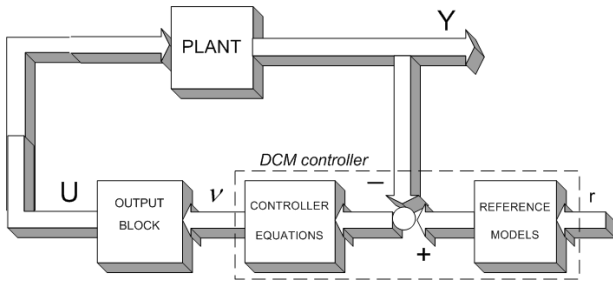 PLANT
Y
DCM controller
U
OUTPUT
BLOCK
ν
CONTROLLER
EQUATIONS
−
+
REFERENCE
MODELS
r